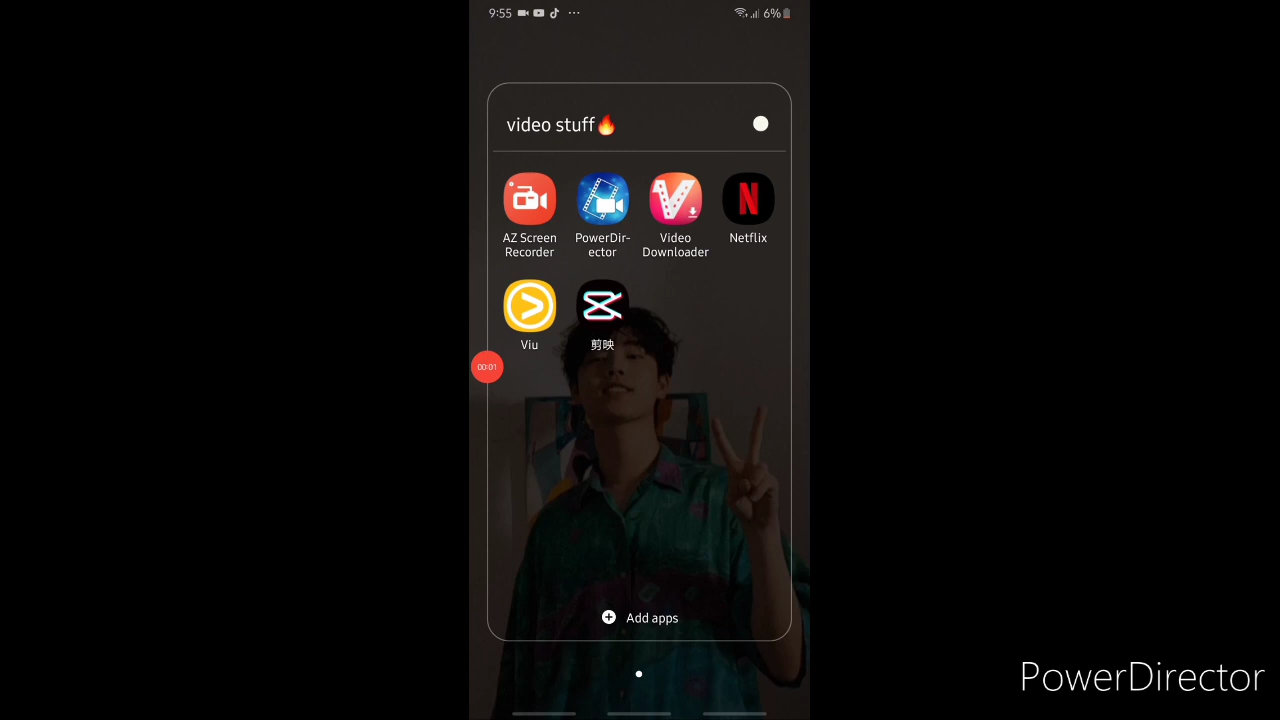 9:55
6%
video stuff🔥
AZ Screen
Recorder
PowerDir-
ector
Video
Downloader
Netflix
Viu
剪映
00:01
Add apps
PowerDirector